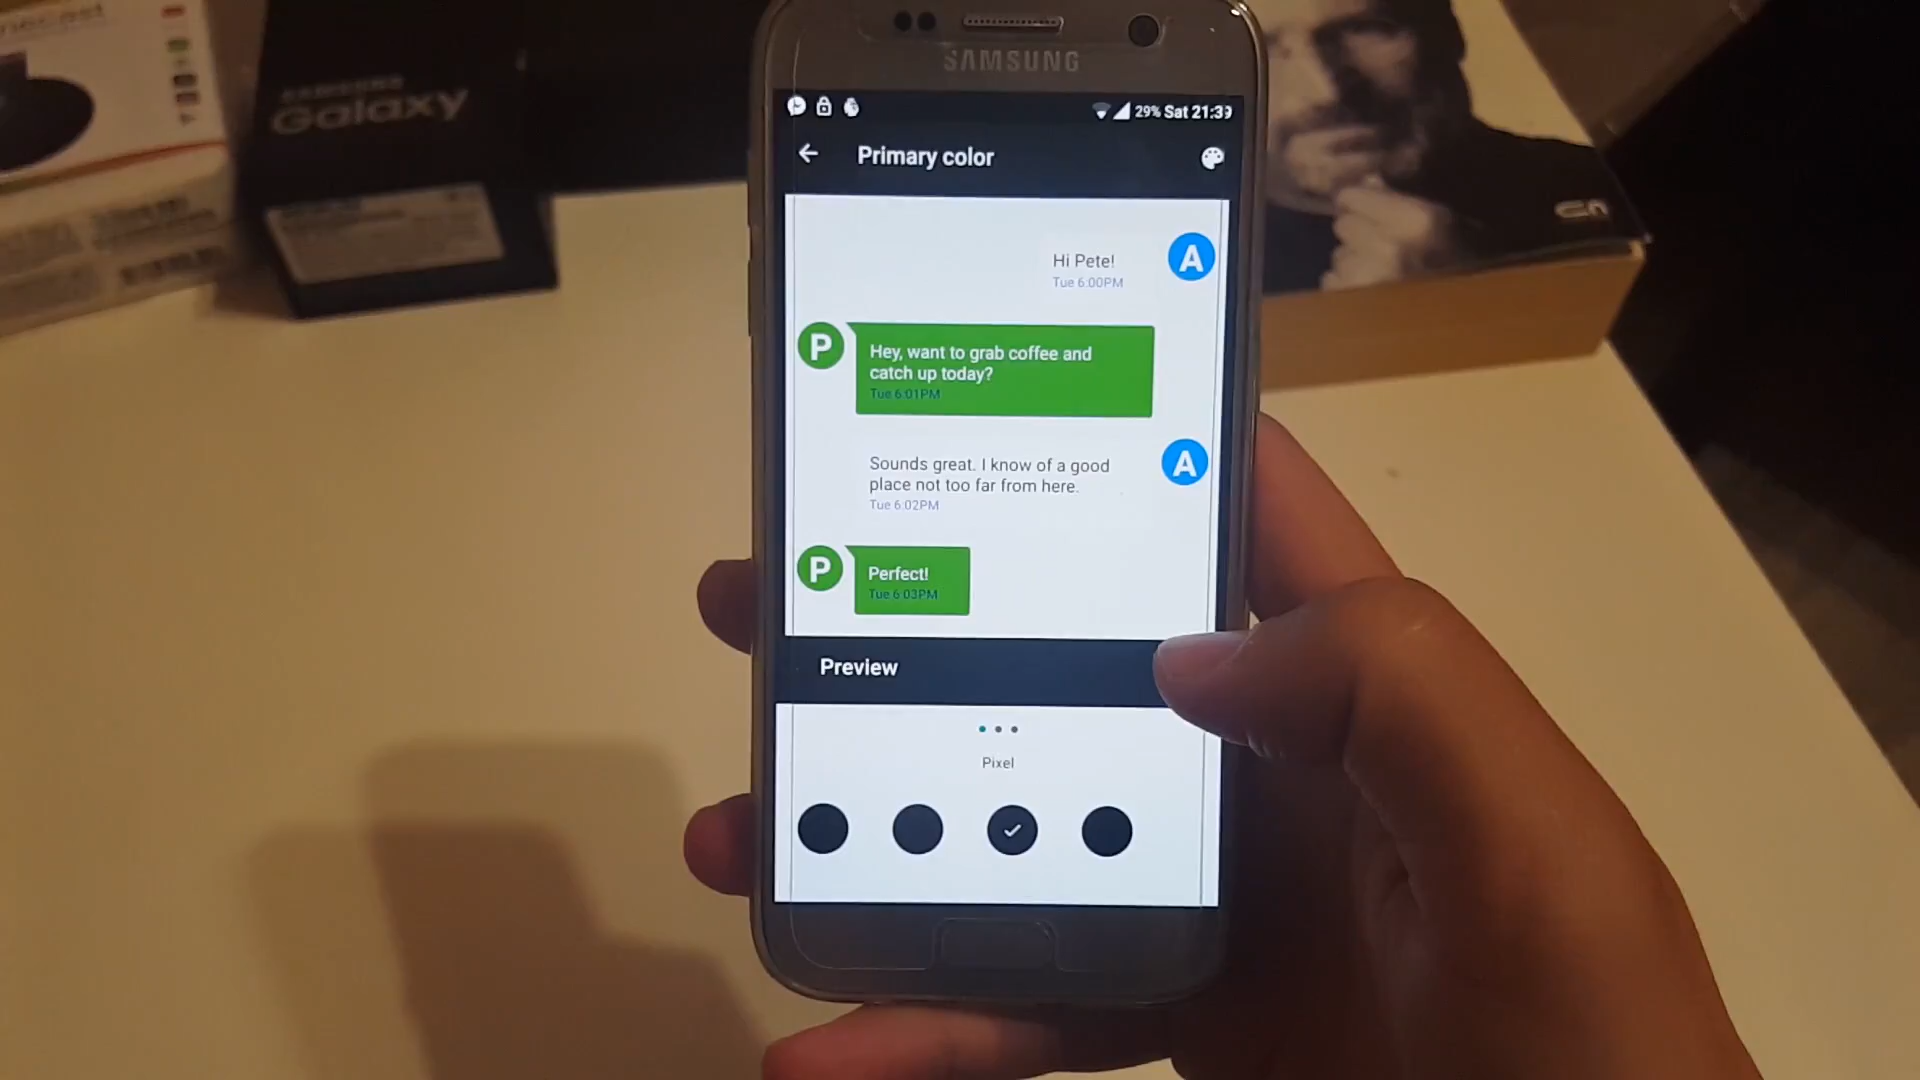 necast
SAMSUNG
Galaxy
SAMSUNG
29% Sat 21:39
Primary color
Hi Pete!
Tue 6:00PM
A
P
Hey, want to grab coffee and
catch up today?
Tue 6:01PM
Sounds great. I know of a good
place not too far from here.
Tue 6:02PM
A
P
Perfect!
Tue 6:03PM
Preview
Pixel